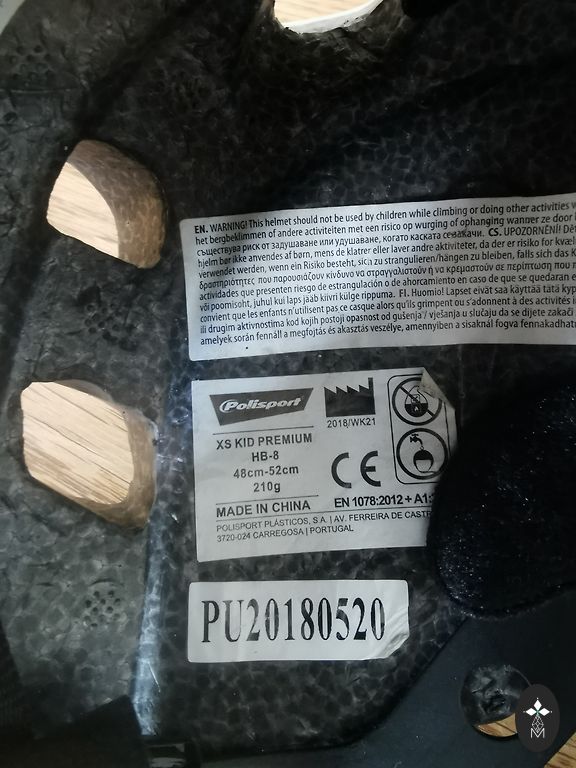 EN. WARNING! This helmet should not be used by children while climbing or doing other activities w
het bergbeklimmen of andere activiteiten met een risico op wurging of ophanging wanneer ze door
съществува риск от задушаване или удушаване, когато каската се закачи. CS. UPOZORNĚNÍ! Dět
hjelm bør ikke anvendes af børn, mens de klatrer eller laver andre aktiviteter, da der er risiko for kvæl
verwendet werden, wenn ein Risiko besteht, sich zu strangulieren/hängen zu bleiben, falls sich das K
δραστηριότητες που παρουσιάζουν κίνδυνο να στραγγαλιστούν ή να κρεμαστούν σε περίπτωση που
actividades que presenten riesgo de estrangulación o de ahorcamiento en caso de que se quedaran e
või poomisht, juhul kui laps jääb kiivri külge rippuma. FI. Huomio! Lapset eivät saa käyttää tätä kyp
convient que les enfants n'utilisent pas ce casque alors qu'ils grimpent ou s'adonnent à des activités
ili drugim aktivnostima kod kojih postoji opasnost od gušenja / vješanja u slučaju da se dijete zakači
amelyek során fennáll a megfojtás és akasztás veszélye, amennyiben a sisaknál fogva fennakadhat
Polisport
2018/WK21
XS KID PREMIUM
HB-8
48cm-52cm
210g
CE
MADE IN CHINA
EN 1078:2012 + A1:
POLISPORT PLÁSTICOS, S.A. | AV. FERREIRA DE CASTR
3720-024 CARREGOSA | PORTUGAL
PU20180520